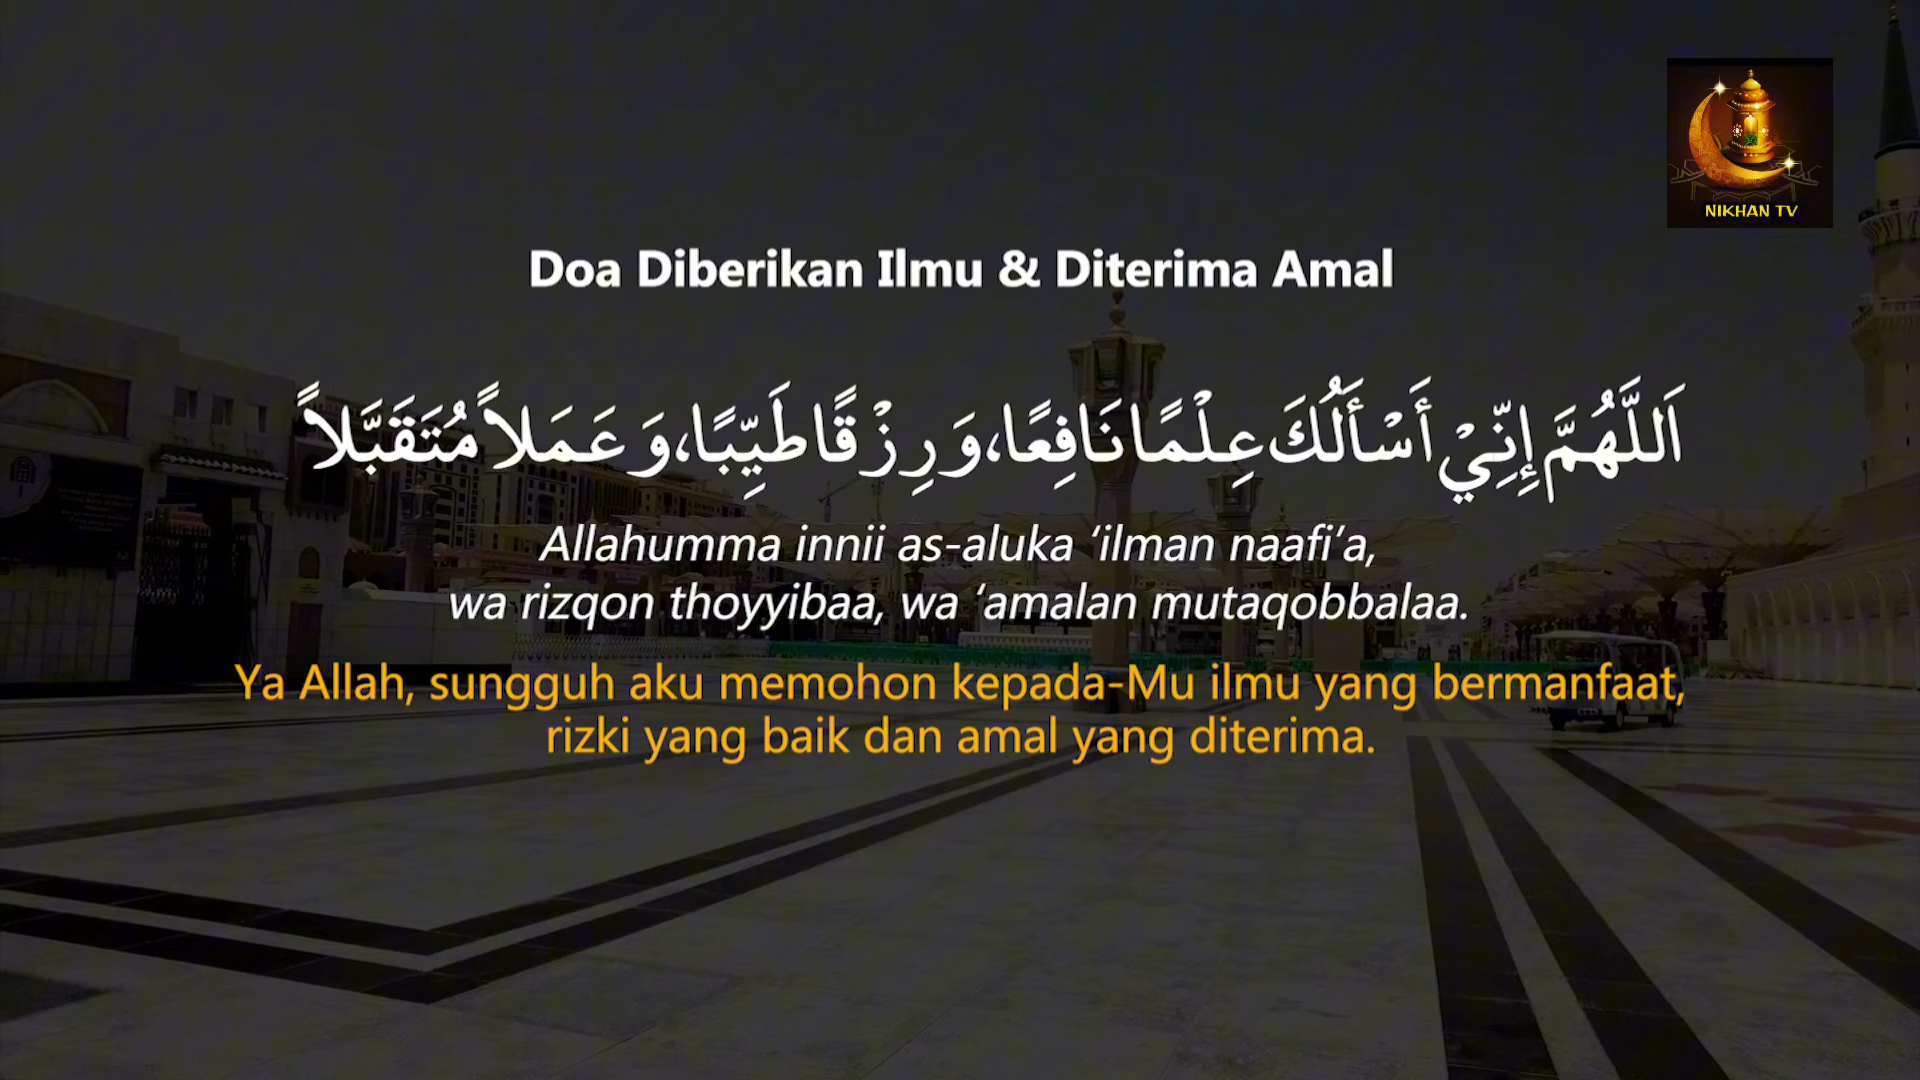 NIKHAN TV
Doa Diberikan Ilmu & Diterima Amal
اَللَّهُمَّ إِنِّيْ أَسْأَلُكَ عِلْمًا نَافِعًا، وَرِزْقًا طَيِّبًا، وَعَمَلاً مُتَقَبَّلاً
Allahumma innii as-aluka ‘ilman naafi’a,
wa rizqon thoyyibaa, wa ‘amalan mutaqobbalaa.
Ya Allah, sungguh aku memohon kepada-Mu ilmu yang bermanfaat,
rizki yang baik dan amal yang diterima.